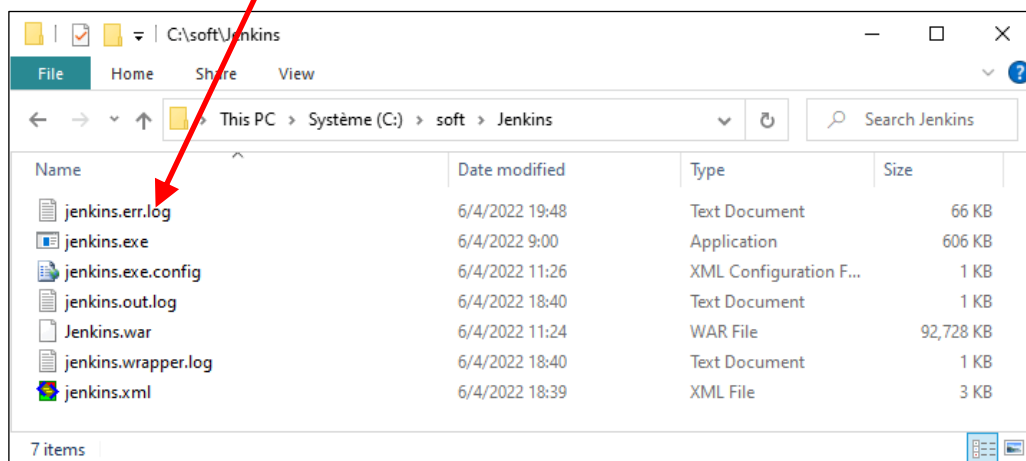 C:\soft\Jenkins
File Home Share View
This PC > Système (C:) > soft > Jenkins Search Jenkins
Name Date modified Type Size
jenkins.err.log 6/4/2022 19:48 Text Document 66 KB
jenkins.exe 6/4/2022 9:00 Application 606 KB
jenkins.exe.config 6/4/2022 11:26 XML Configuration F... 1 KB
jenkins.out.log 6/4/2022 18:40 Text Document 1 KB
Jenkins.war 6/4/2022 11:24 WAR File 92,728 KB
jenkins.wrapper.log 6/4/2022 18:40 Text Document 1 KB
jenkins.xml 6/4/2022 18:39 XML File 3 KB
7 items